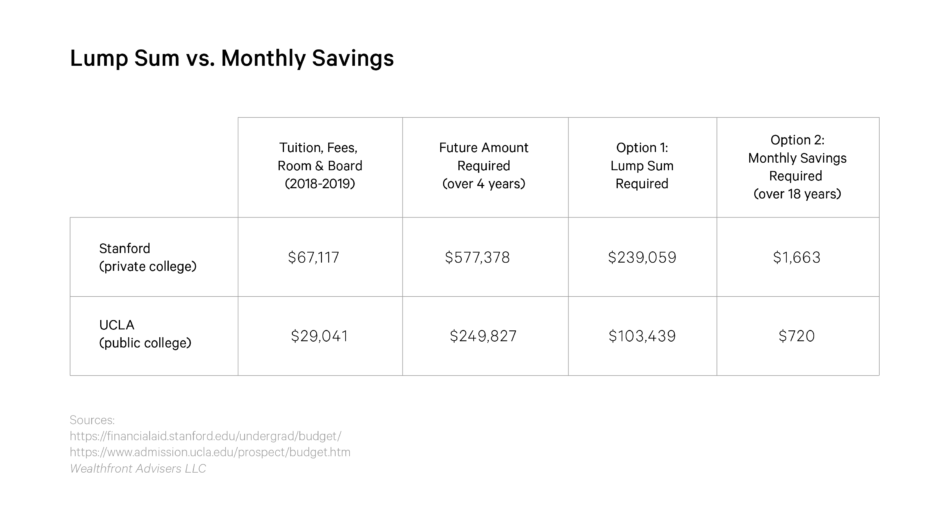 Lump Sum vs. Monthly Savings
Tuition, Fees,
Room & Board
(2018-2019)
Future Amount
Required
(over 4 years)
Option 1:
Lump Sum
Required
Option 2:
Monthly Savings
Required
(over 18 years)
Stanford
(private college)
$67,117
$577,378
$239,059
$1,663
UCLA
(public college)
$29,041
$249,827
$103,439
$720
Sources:
https://financialaid.stanford.edu/undergrad/budget/
https://www.admission.ucla.edu/prospect/budget.htm
Wealthfront Advisers LLC